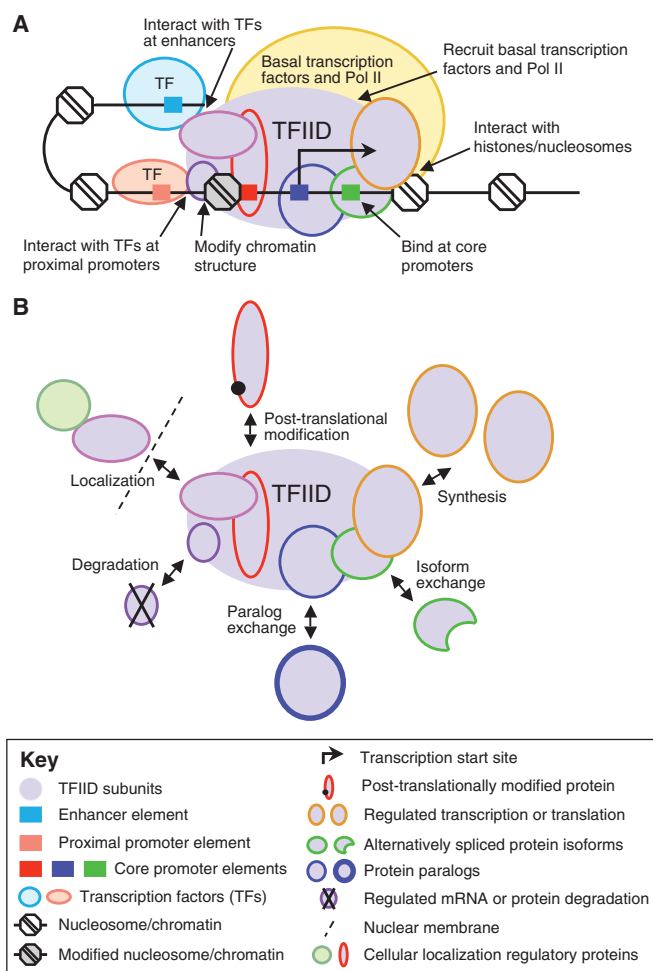 A
Interact with TFs
at enhancers
TF
Basal transcription
factors and Pol II
Recruit basal transcription
factors and Pol II
TFIID
Interact with
histones/nucleosomes
TF
Interact with TFs at
proximal promoters
Modify chromatin
structure
Bind at core
promoters
B
Post-translational
modification
Localization
TFIID
Synthesis
Degradation
Isoform
exchange
Paralog
exchange
Key
TFIID subunits
Enhancer element
Proximal promoter element
Core promoter elements
Transcription factors (TFs)
Nucleosome/chromatin
Modified nucleosome/chromatin
Transcription start site
Post-translationally modified protein
Regulated transcription or translation
Alternatively spliced protein isoforms
Protein paralogs
Regulated mRNA or protein degradation
Nuclear membrane
Cellular localization regulatory proteins